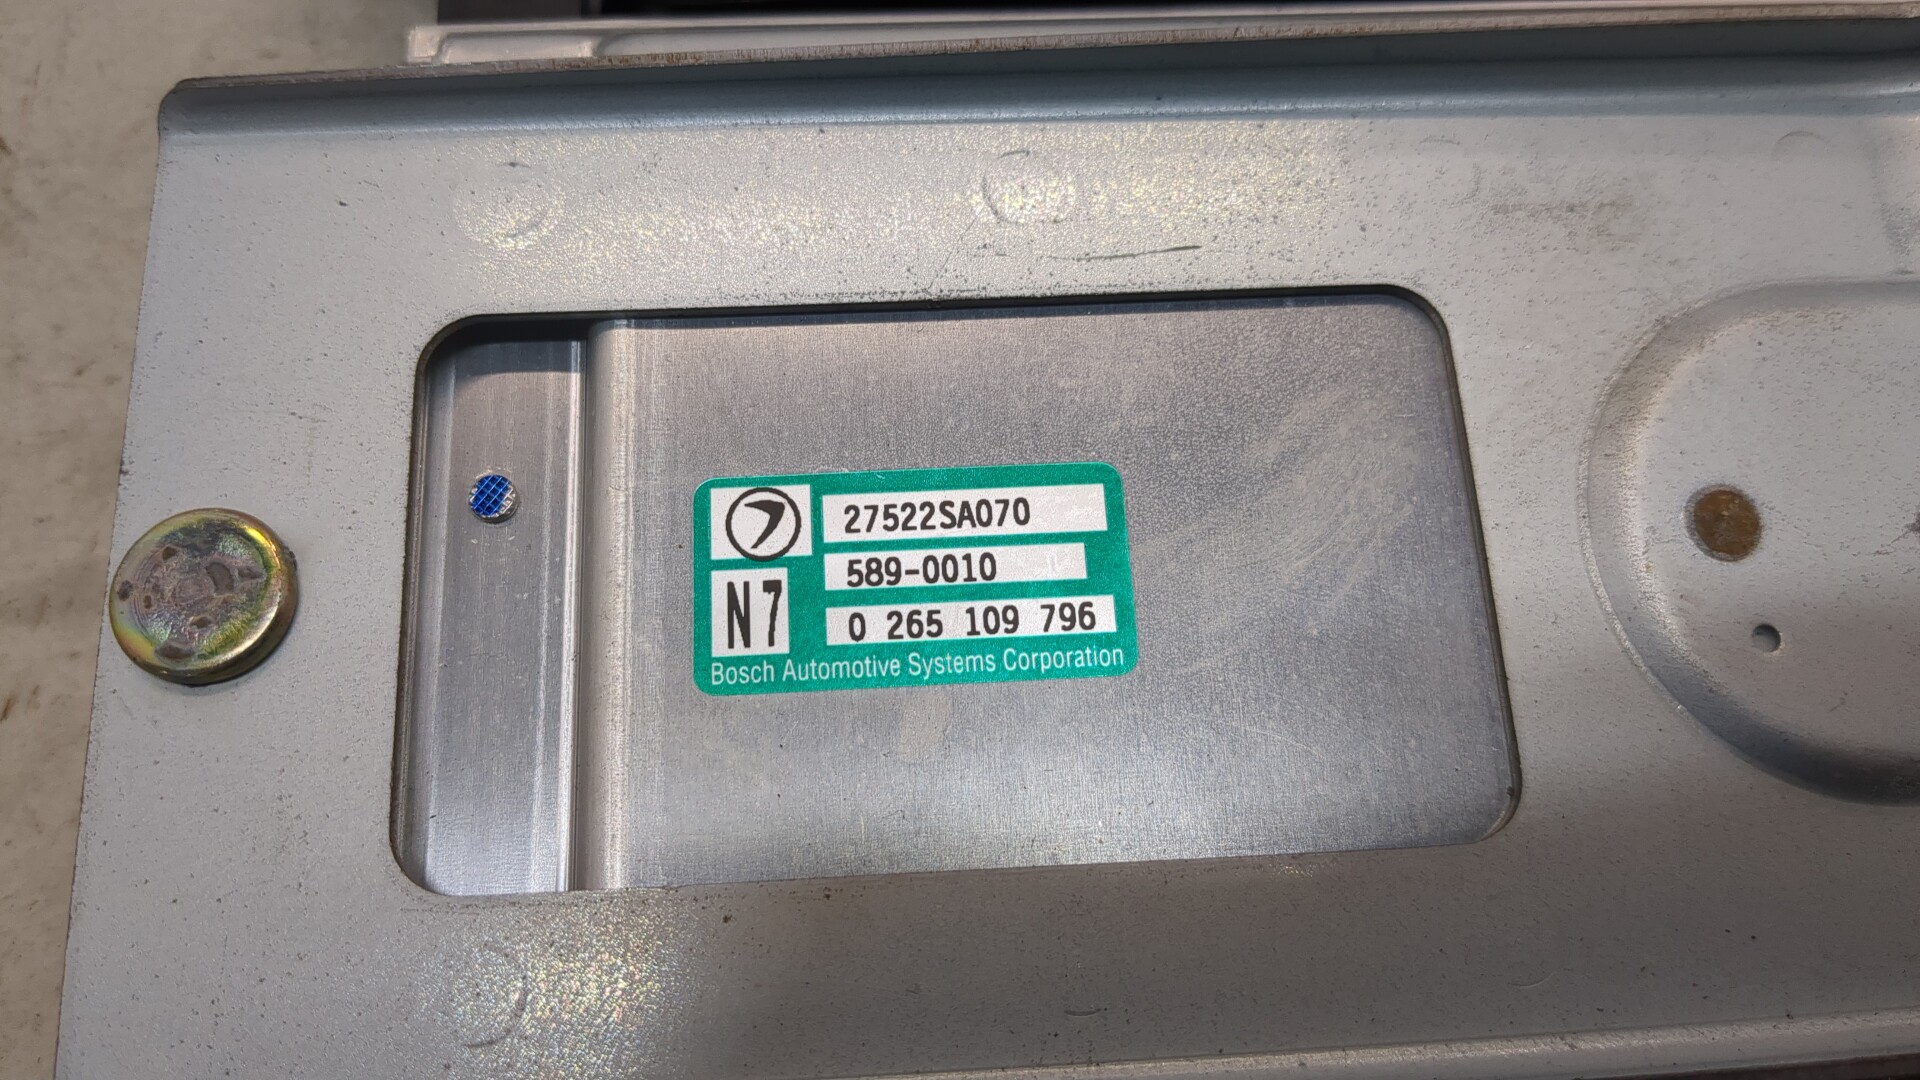 27522SA070
589-0010
N7
0 265 109 796
Bosch Automotive Systems Corporation